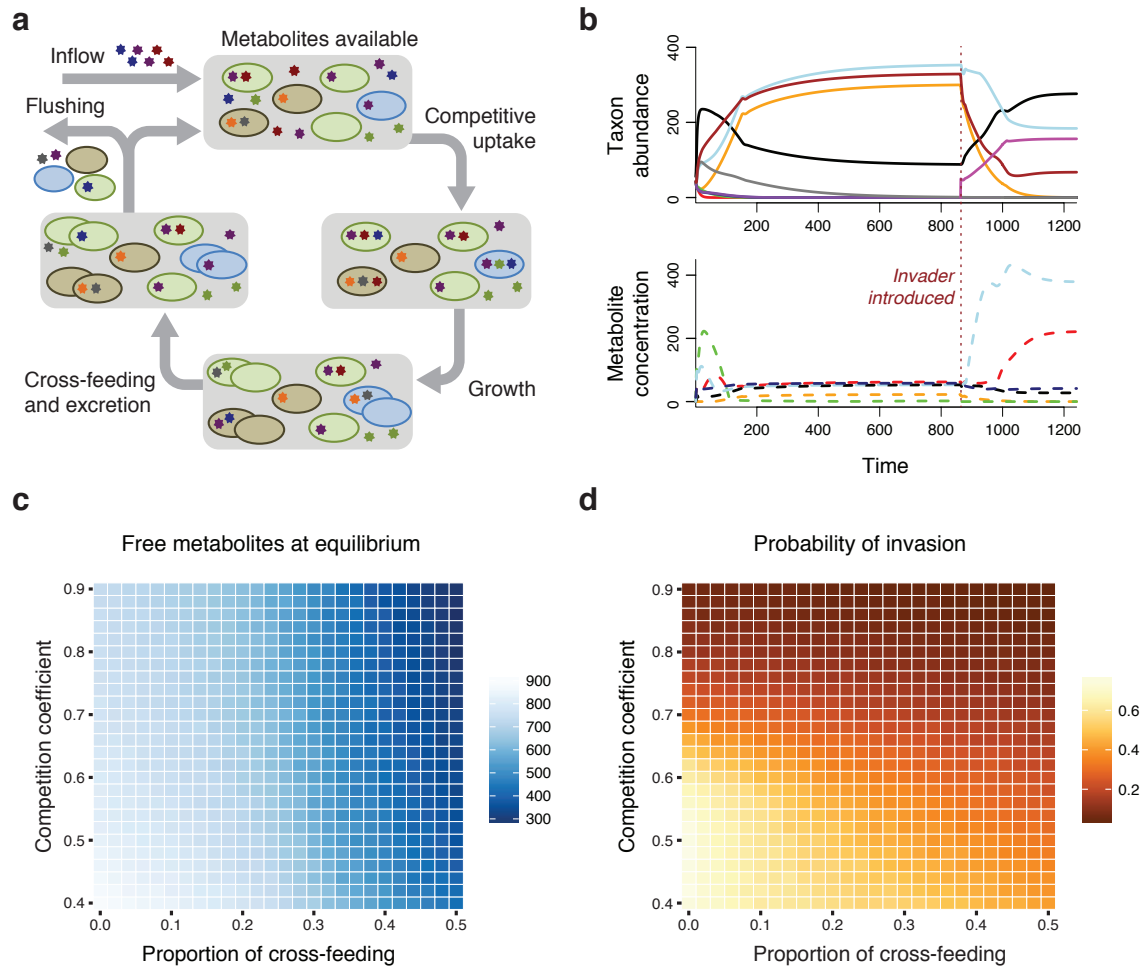 a
Metabolites available
Inflow
Flushing
Competitive
uptake
Cross-feeding
and excretion
Growth
b
Taxon
abundance
400
200
0
200
400
600
800
1000
1200
Metabolite
concentration
400
200
0
Invader
introduced
200
400
600
800
1000
1200
Time
c
Free metabolites at equilibrium
Competition coefficient
0.9
0.8
0.7
0.6
0.5
0.4
0.0
0.1
0.2
0.3
0.4
0.5
Proportion of cross-feeding
900
800
700
600
500
400
300
d
Probability of invasion
Competition coefficient
0.9
0.8
0.7
0.6
0.5
0.4
0.0
0.1
0.2
0.3
0.4
0.5
Proportion of cross-feeding
0.6
0.4
0.2